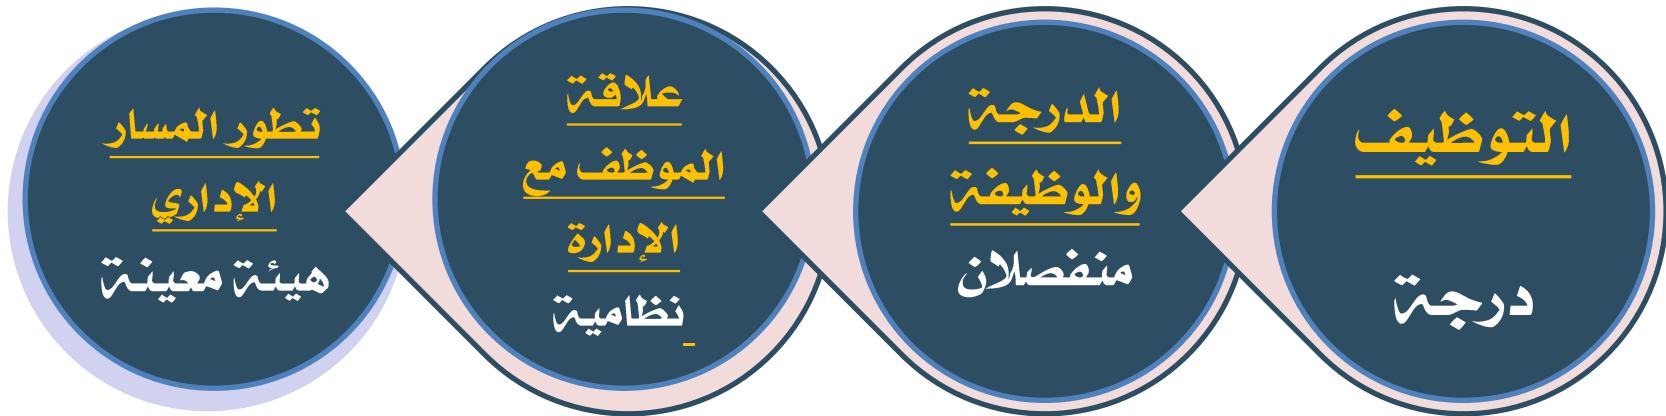 التوظيف
درجة
الدرجة
والوظيفة
منفصلان
علاقة
الموظف مع
الإدارة
نظامية
تطور المسار
الإداري
هيئة معينة